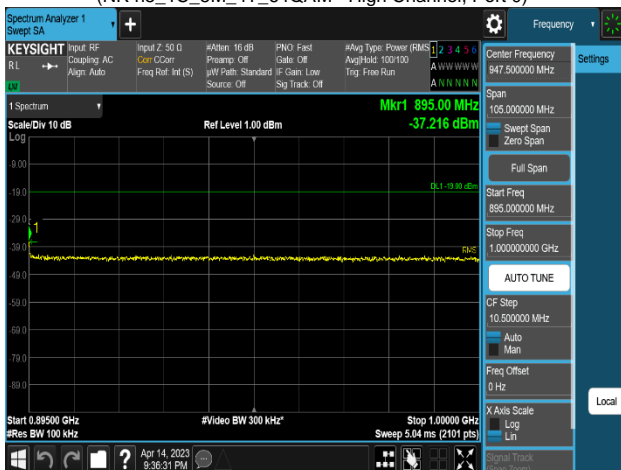 Spectrum Analyzer 1
Swept SA
Frequency
KEYSIGHT
RL
Input: RF
Coupling: AC
Align: Auto
Input Z: 50 Ω
Corr CCorr
Freq Ref: Int (S)
#Atten: 16 dB
Preamp: Off
µW Path: Standard
Source: Off
PNO: Fast
Gate: Off
IF Gain: Low
Sig Track: Off
#Avg Type: Power (RMS)
Avg|Hold: 100/100
Trig: Free Run
1 2 3 4 5 6
A W W W W W
A N N N N N
1 Spectrum
Scale/Div 10 dB
Log
Ref Level 1.00 dBm
Mkr1 895.00 MHz
-37.216 dBm
-9.00
-19.0
-29.0
-39.0
-49.0
-59.0
-69.0
-79.0
-89.0
DL1 -19.00 dBm
1
RMS
Start 0.89500 GHz
#Res BW 100 kHz
#Video BW 300 kHz*
Stop 1.00000 GHz
Sweep 5.04 ms (2101 pts)
Apr 14, 2023
9:36:31 PM
Center Frequency
947.500000 MHz
Settings
Span
105.000000 MHz
Swept Span
Zero Span
Full Span
Start Freq
895.000000 MHz
Stop Freq
1.000000000 GHz
AUTO TUNE
CF Step
10.500000 MHz
Auto
Man
Freq Offset
0 Hz
X Axis Scale
Log
Lin
Local
Signal Track